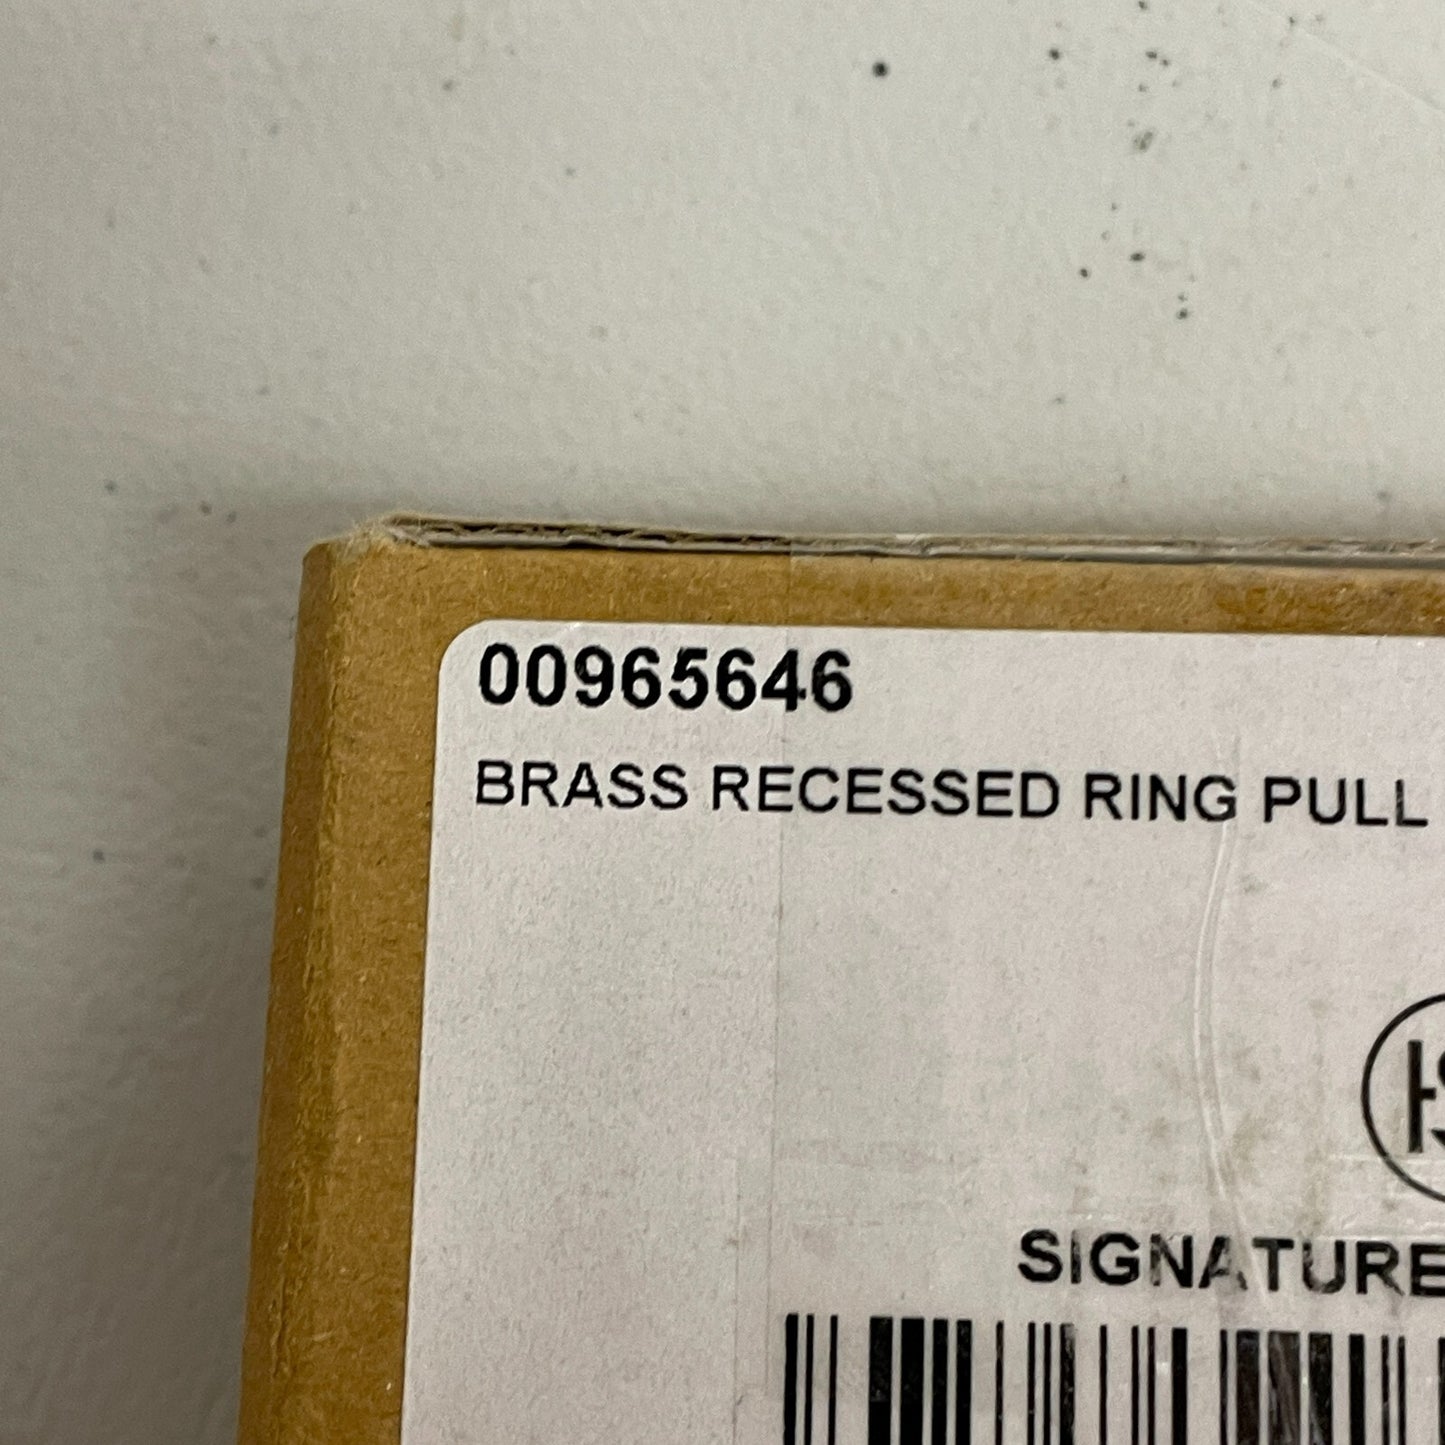 00965646
BRASS RECESSED RING PULL
SIGNATURE